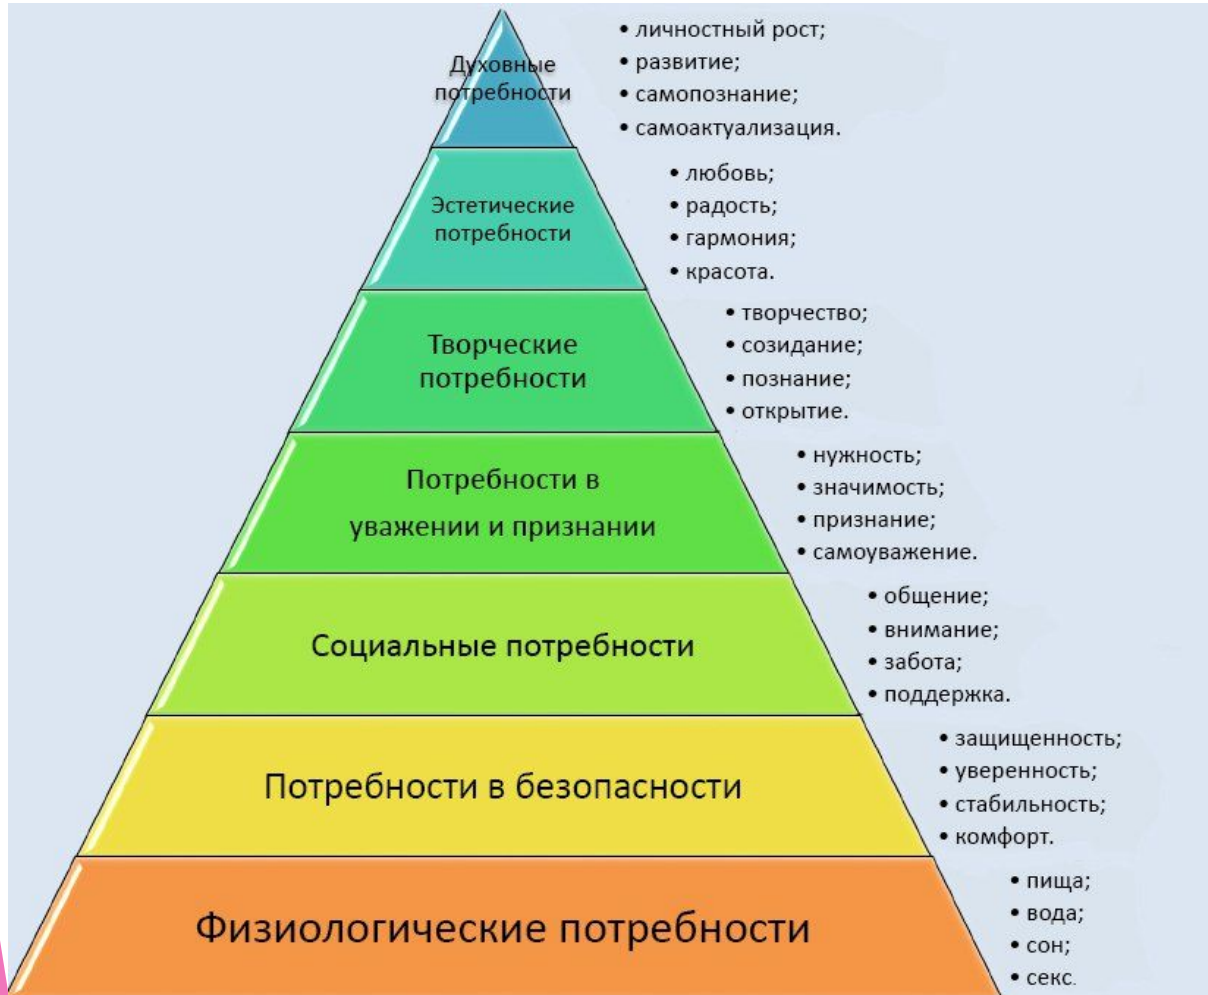 Духовные
потребности
• личностный рост;
• развитие;
• самопознание;
• самоактуализация.
Эстетические
потребности
• любовь;
• радость;
• гармония;
• красота.
Творческие
потребности
• творчество;
• созидание;
• познание;
• открытие.
Потребности в
уважении и признании
• нужность;
• значимость;
• признание;
• самоуважение.
Социальные потребности
• общение;
• внимание;
• забота;
• поддержка.
Потребности в безопасности
• защищенность;
• уверенность;
• стабильность;
• комфорт.
Физиологические потребности
• пища;
• вода;
• сон;
• секс.